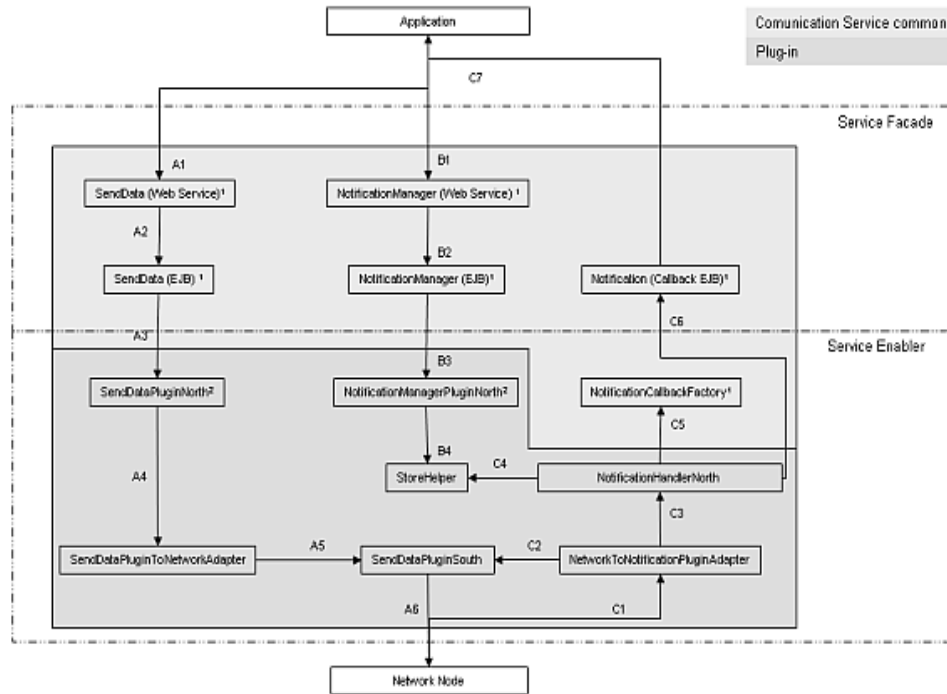 Application
Comunication Service common
Plug-in
C7
Service Facade
A1
B1
SendData (Web Service)¹
NotificationManager (Web Service) ¹
A2
B2
SendData (EJB) ¹
NotificationManager (EJB)¹
Notification (Callback EJB)¹
C6
A3
Service Enabler
B3
SendDataPluginNorth²
NotificationManagerPluginNorth²
NotificationCallbackFactory¹
C5
B4
A4
C4
StoreHelper
NotificationHandlerNorth
C3
A5
C2
SendDataPluginToNetworkAdapter
SendDataPluginSouth
NetworkToNotificationPluginAdapter
A6
C1
Network Node